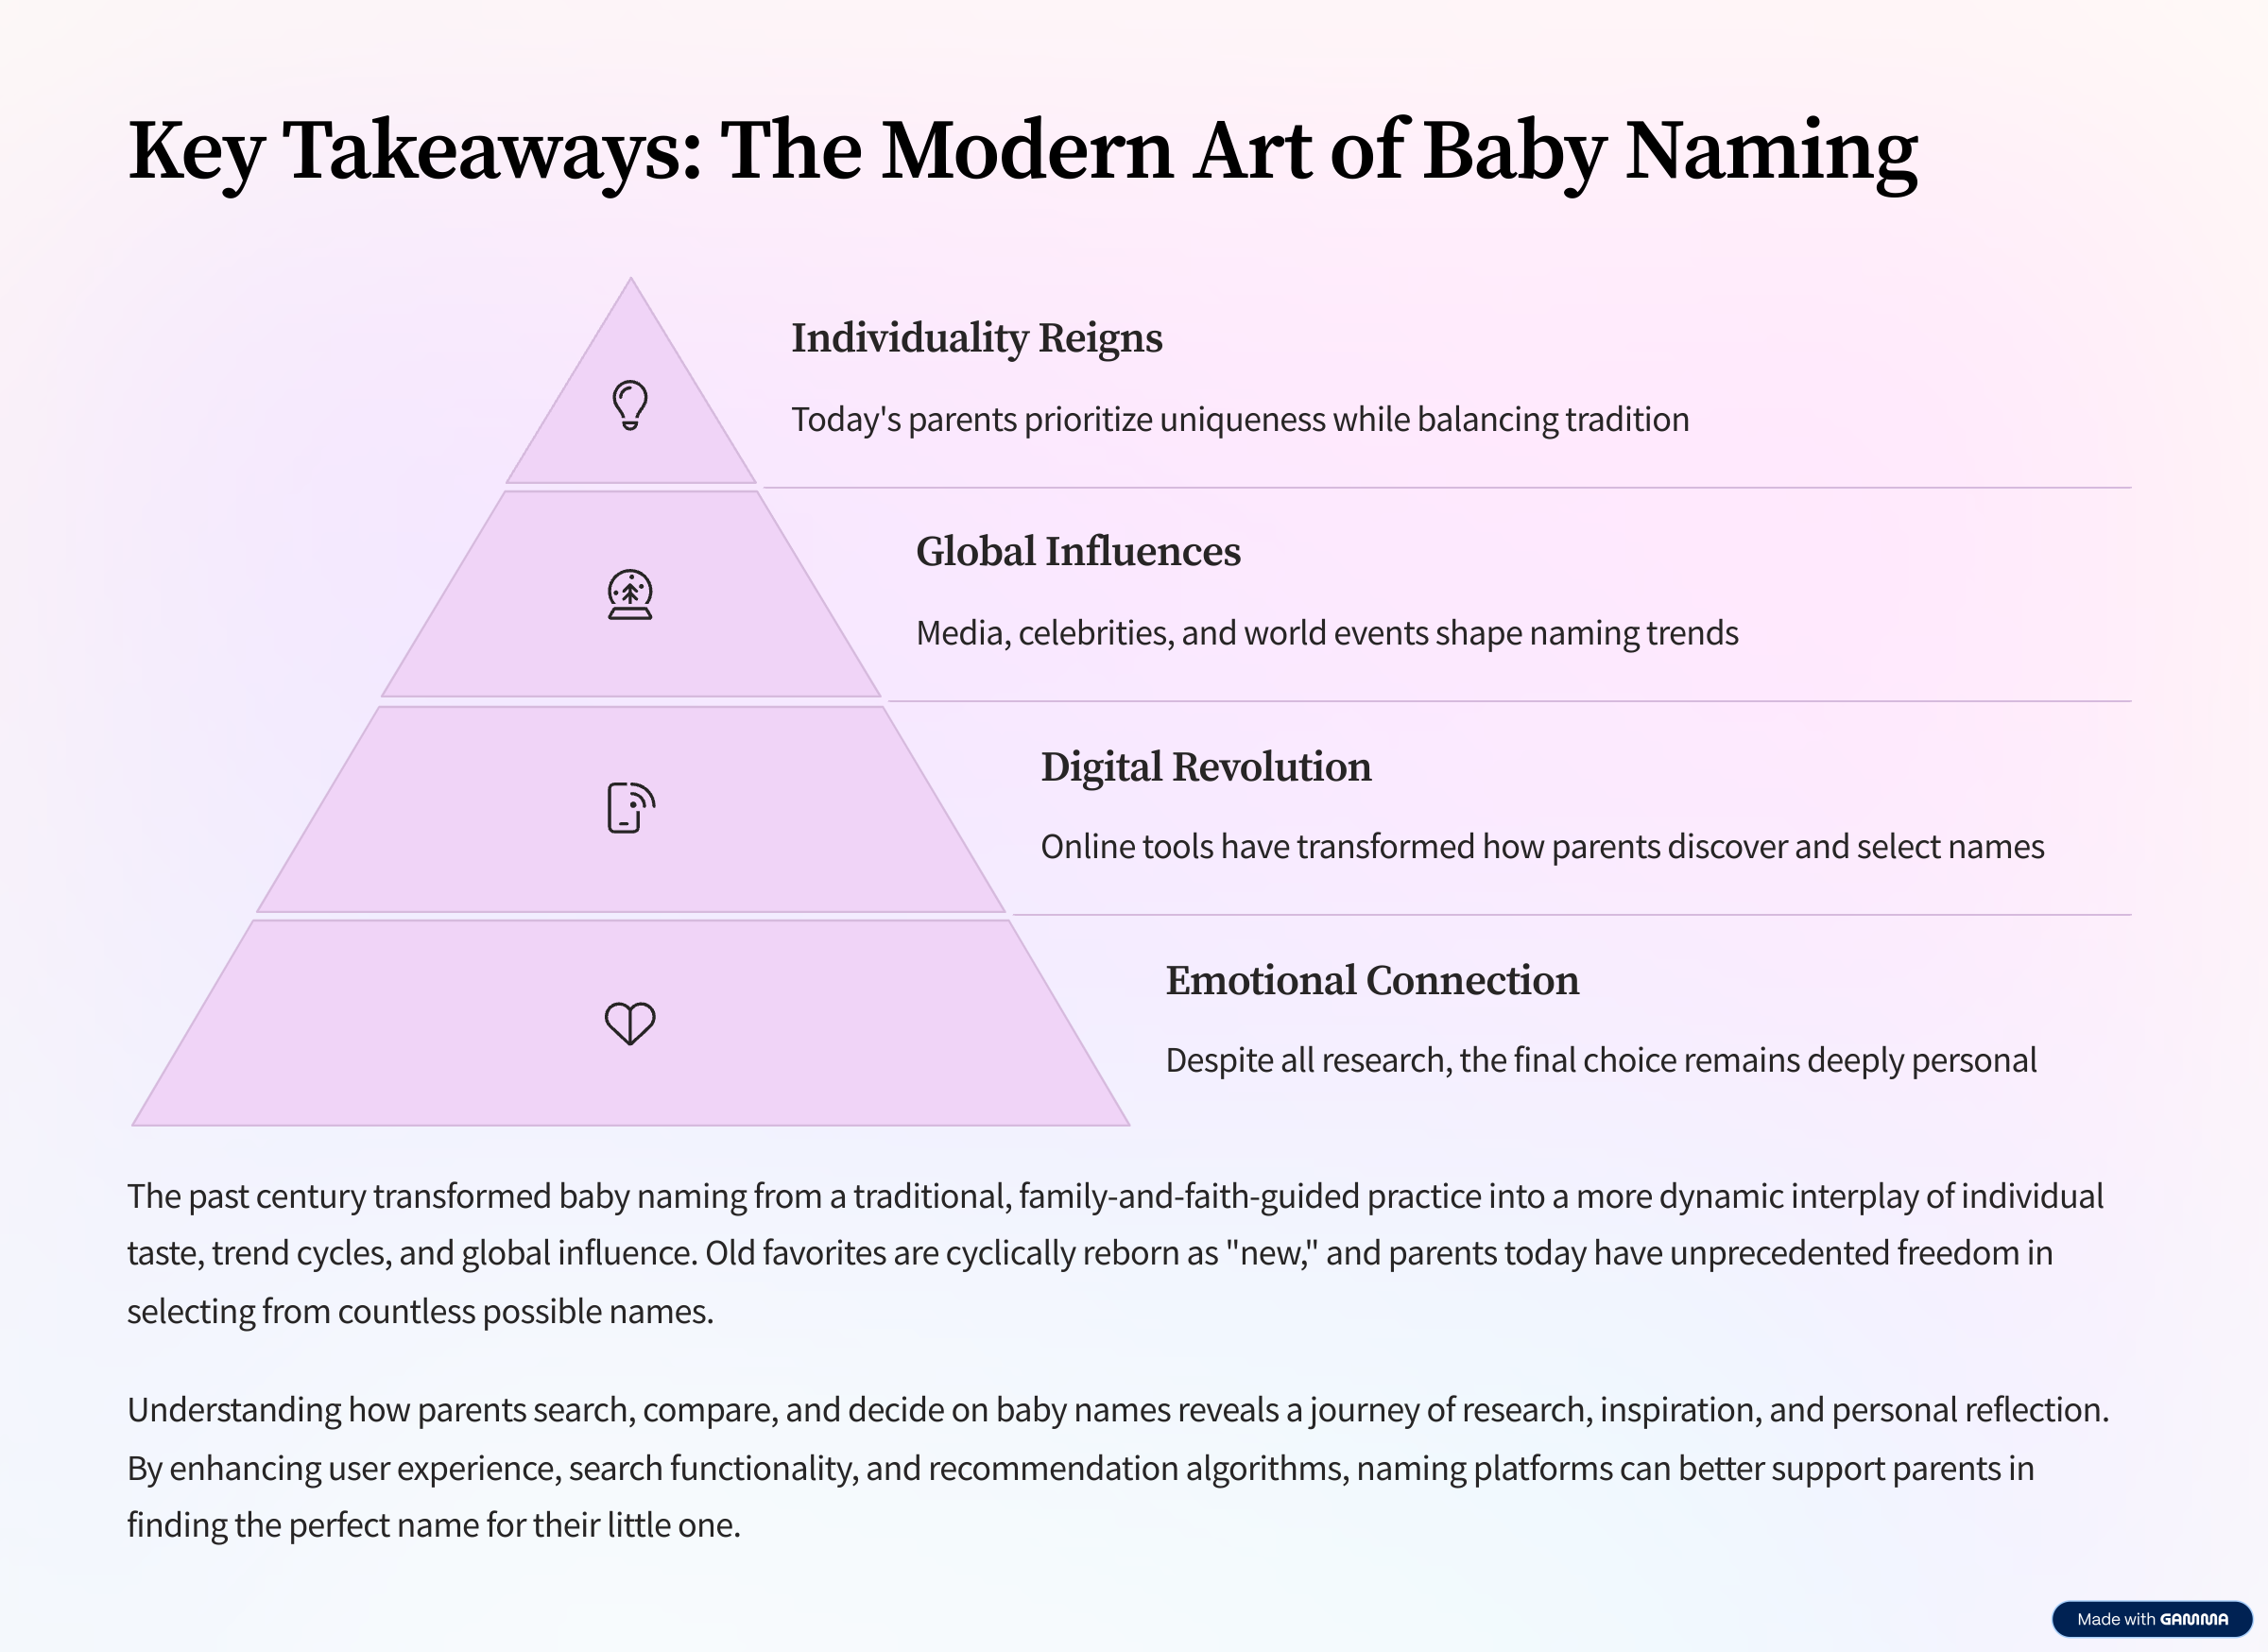 Key Takeaways: The Modern Art of Baby Naming
Individuality Reigns
Today's parents prioritize uniqueness while balancing tradition
Global Influences
Media, celebrities, and world events shape naming trends
Digital Revolution
Online tools have transformed how parents discover and select names
Emotional Connection
Despite all research, the final choice remains deeply personal
The past century transformed baby naming from a traditional, family-and-faith-guided practice into a more dynamic interplay of individual
taste, trend cycles, and global influence. Old favorites are cyclically reborn as "new," and parents today have unprecedented freedom in
selecting from countless possible names.
Understanding how parents search, compare, and decide on baby names reveals a journey of research, inspiration, and personal reflection.
By enhancing user experience, search functionality, and recommendation algorithms, naming platforms can better support parents in
finding the perfect name for their little one.
Made with GAMMA